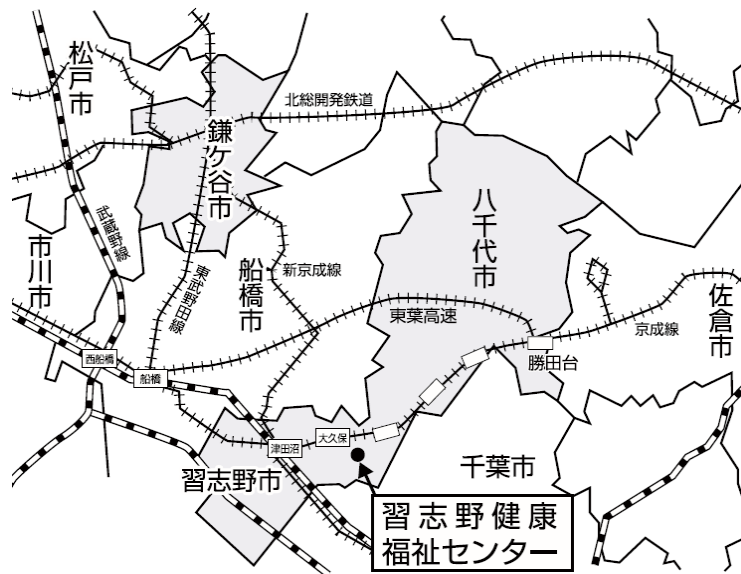 松戸市
北総開発鉄道
鎌ケ谷市
八千代市
武蔵野線
市川市
東武野田線
船橋市
新京成線
佐倉市
東葉高速
京成線
勝田台
西船橋
船橋
大久保
津田沼
千葉市
習志野市
習志野健康
福祉センター